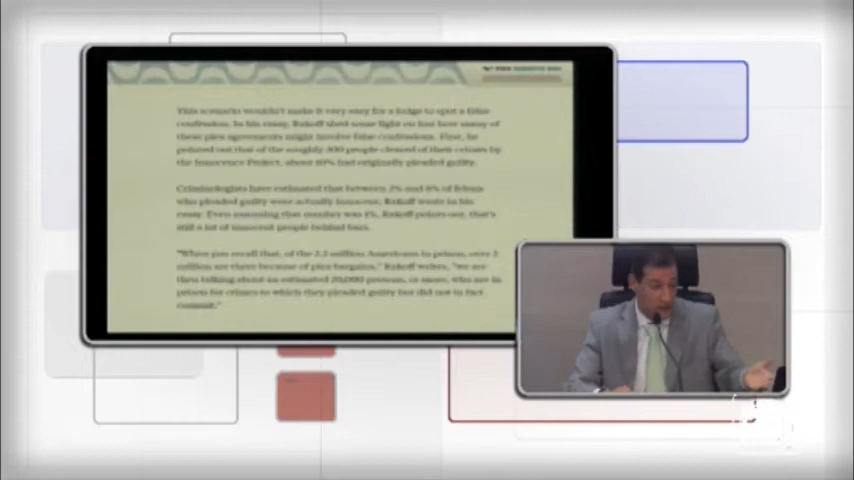 This scenario wouldn't make it very easy for a judge to spot a false
confession. In his essay, Rakoff shed some light on just how many of
these plea agreements might involve false confessions. First, he
pointed out that of the roughly 300 people cleared of their crimes by
the Innocence Project, about 10% had originally pleaded guilty.
Criminologists have estimated that between 2% and 8% of felons
who pleaded guilty were actually innocent, Rakoff wrote in his
essay. Even assuming that number was 1%, Rakoff points out, that's
still a lot of innocent people behind bars.
"When you recall that, of the 2.2 million Americans in prison, over 2
million are there because of plea bargains," Rakoff writes, "we are
then talking about an estimated 20,000 persons, or more, who are in
prison for crimes to which they pleaded guilty but did not in fact
commit."